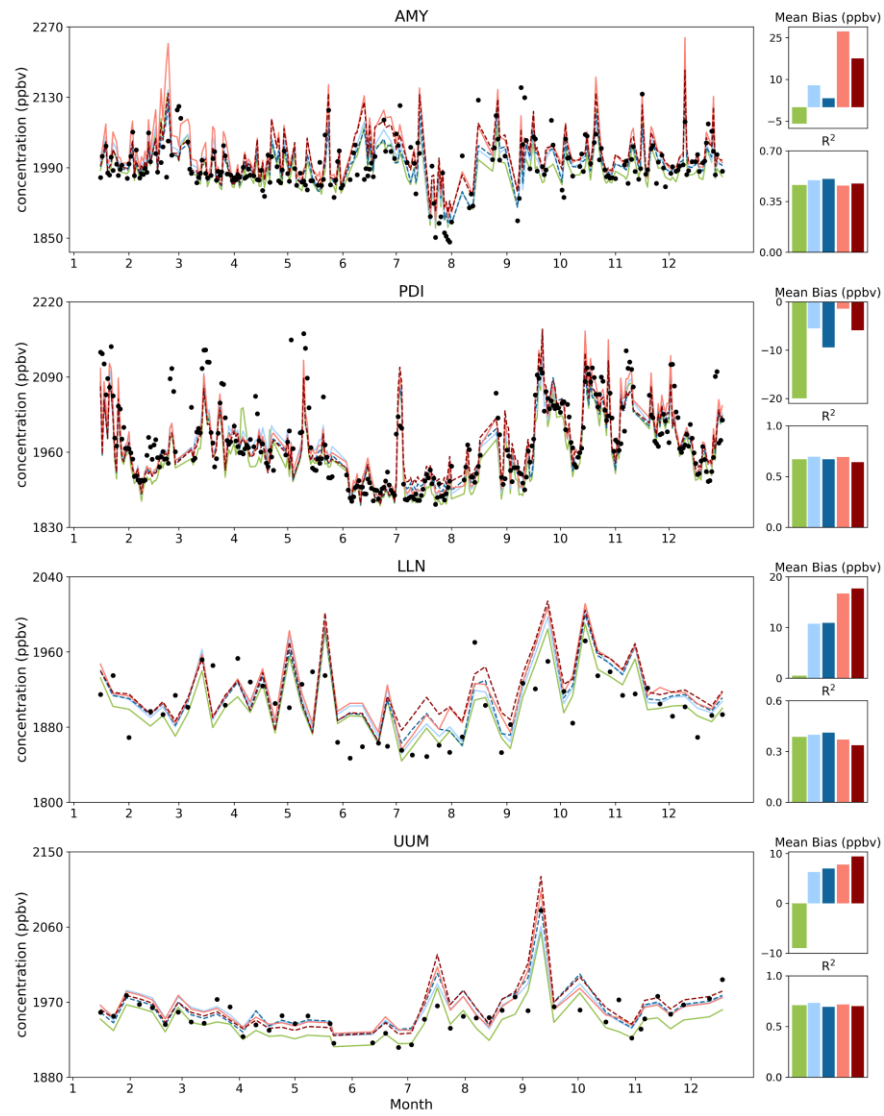 AMY
concentration (ppbv)
2270
2130
1990
1850
1 2 3 4 5 6 7 8 9 10 11 12
Mean Bias (ppbv)
25
10
−5
R²
0.70
0.35
0.00
PDI
concentration (ppbv)
2220
2090
1960
1830
1 2 3 4 5 6 7 8 9 10 11 12
Mean Bias (ppbv)
0
−10
−20
R²
1.0
0.5
0.0
LLN
concentration (ppbv)
2040
1960
1880
1800
1 2 3 4 5 6 7 8 9 10 11 12
Mean Bias (ppbv)
20
10
0
R²
0.6
0.3
0.0
UUM
concentration (ppbv)
2150
2060
1970
1880
1 2 3 4 5 6 7 8 9 10 11 12
Month
Mean Bias (ppbv)
10
0
−10
R²
1.0
0.5
0.0